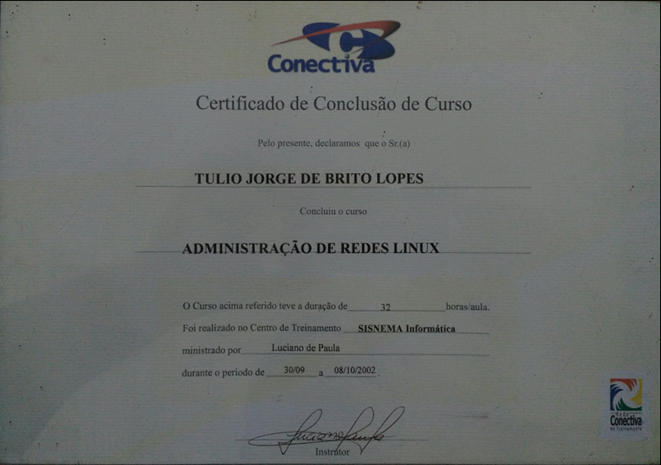 Conectiva
Certificado de Conclusão de Curso
Pelo presente, declaramos que o Sr.(a)
TULIO JORGE DE BRITO LOPES
Concluiu o curso
ADMINISTRAÇÃO DE REDES LINUX
O Curso acima referido teve a duração de 32 horas/aula.
Foi realizado no Centro de Treinamento SISNEMA Informática
ministrado por Luciano de Paula
durante o periodo de 30/09 a 08/10/2002
Instrutor
Conectiva